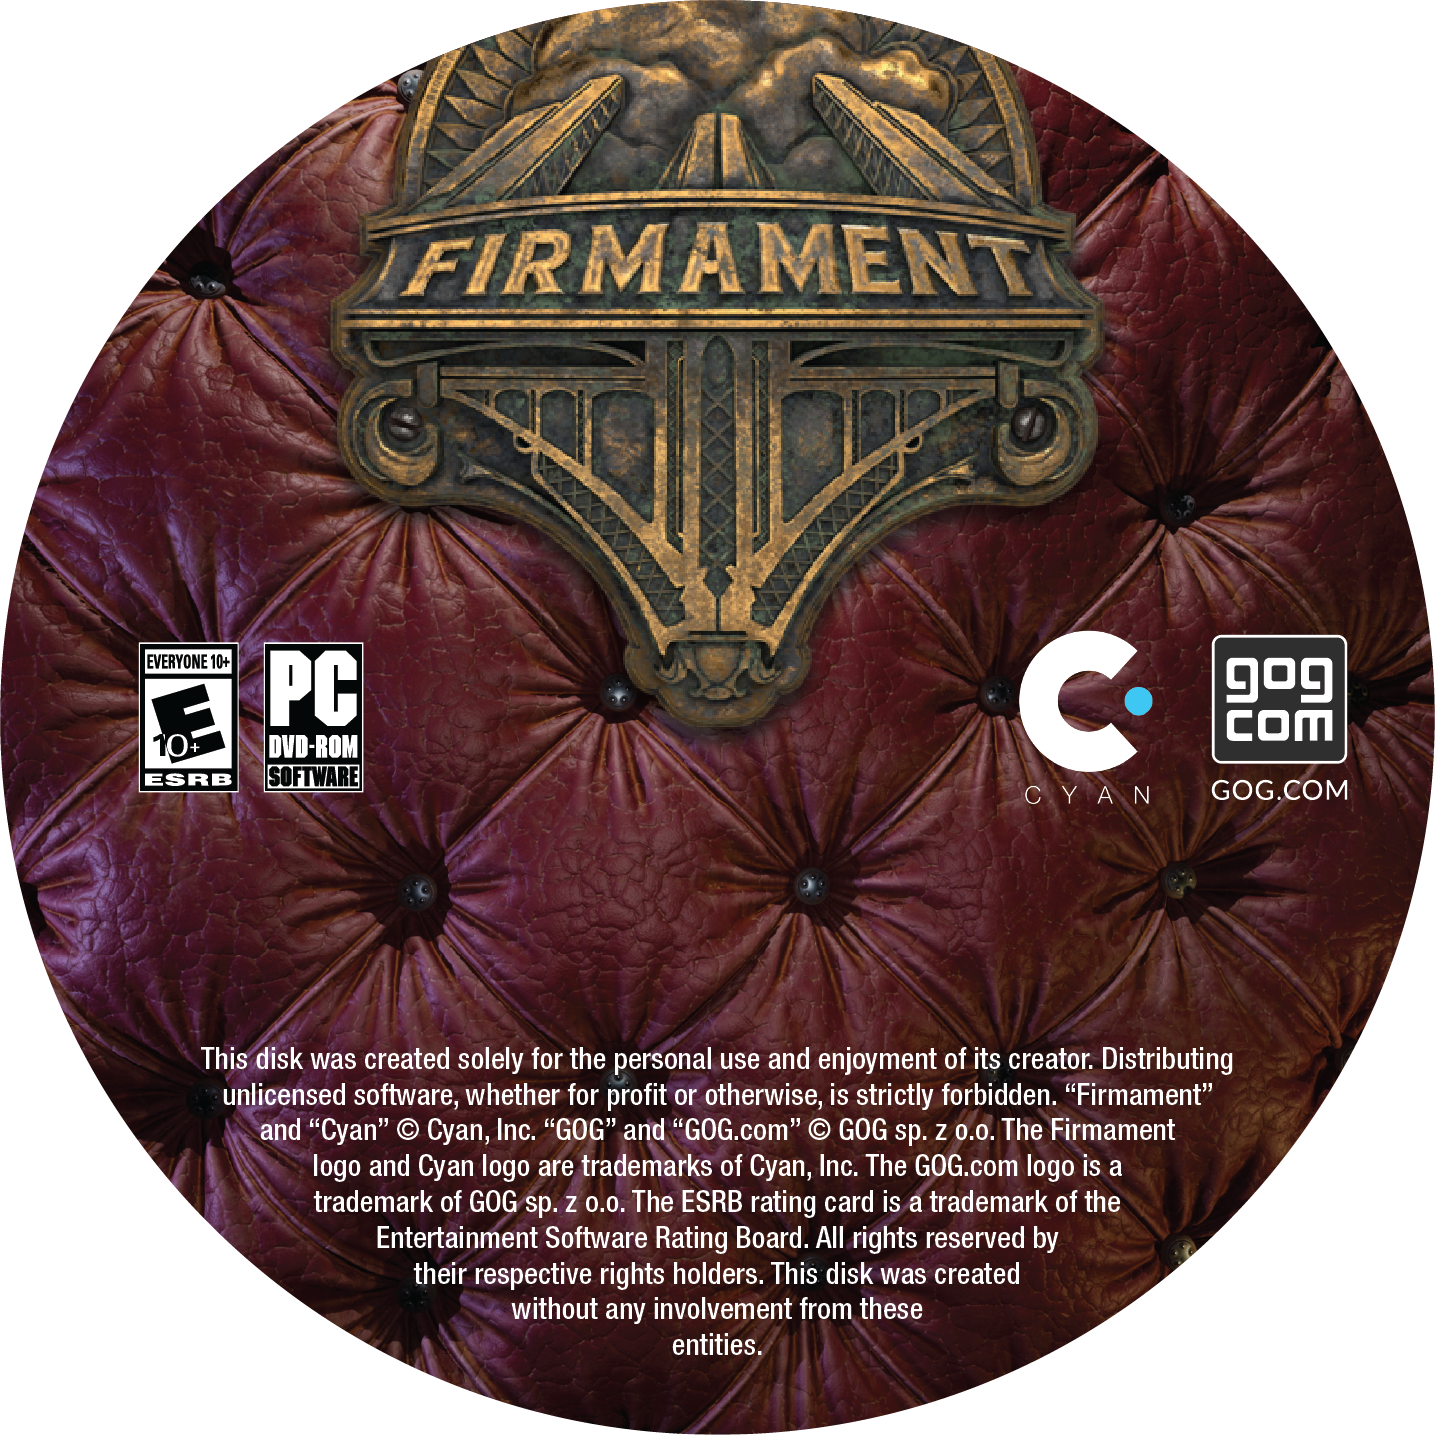 FIRMAMENT
EVERYONE 10+
E
10+
ESRB
PC
DVD-ROM
SOFTWARE
C
CYAN
gog
com
GOG.COM
This disk was created solely for the personal use and enjoyment of its creator. Distributing
unlicensed software, whether for profit or otherwise, is strictly forbidden. “Firmament”
and “Cyan” © Cyan, Inc. “GOG” and “GOG.com” © GOG sp. z o.o. The Firmament
logo and Cyan logo are trademarks of Cyan, Inc. The GOG.com logo is a
trademark of GOG sp. z o.o. The ESRB rating card is a trademark of the
Entertainment Software Rating Board. All rights reserved by
their respective rights holders. This disk was created
without any involvement from these
entities.